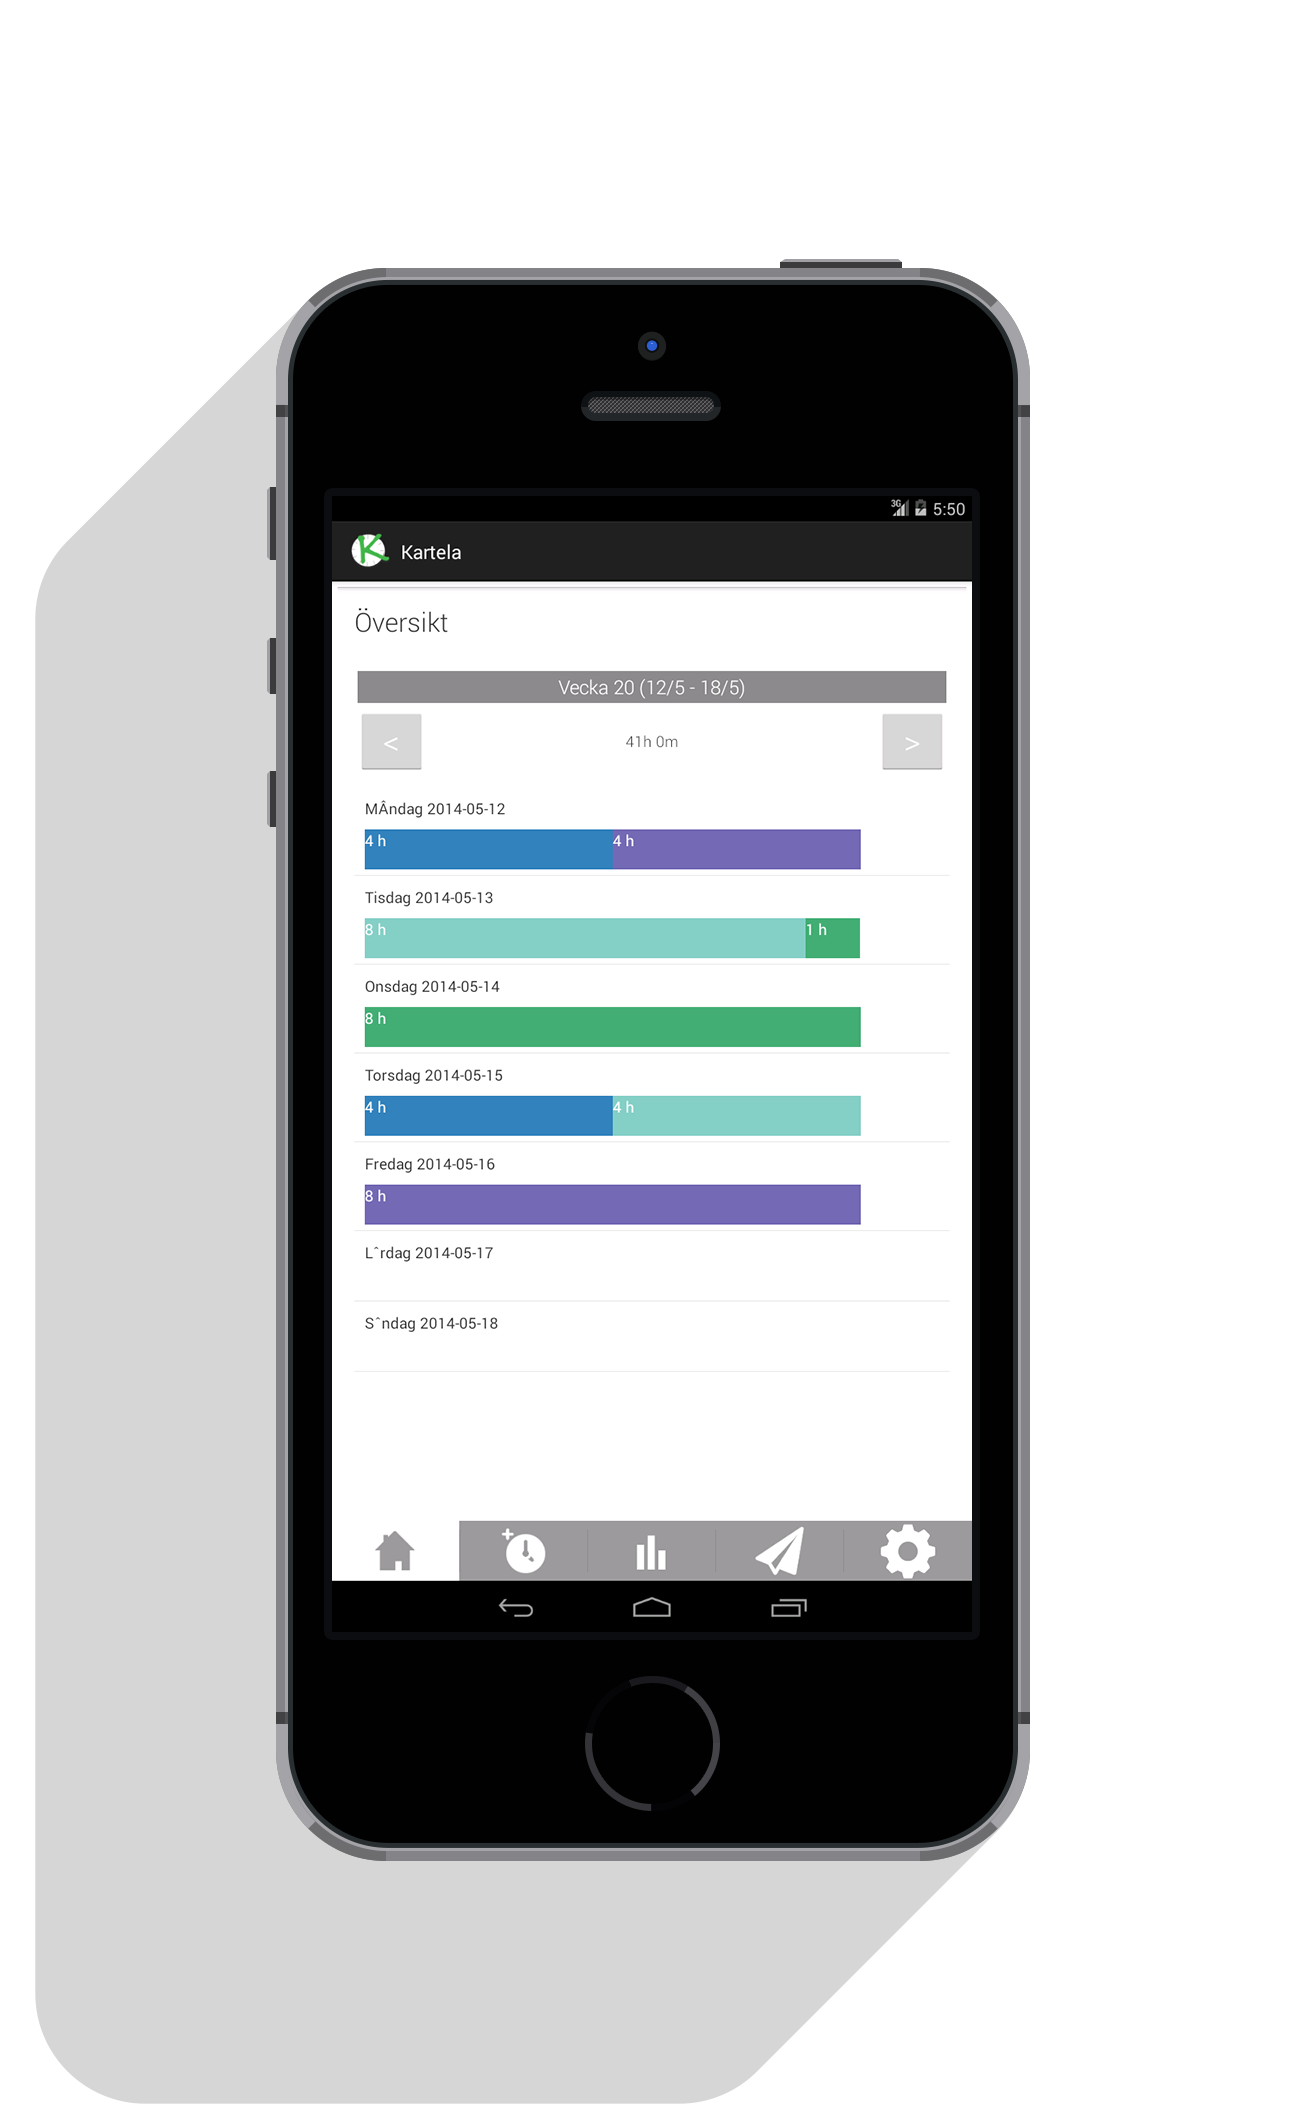 3G 5:50
K Kartela
Översikt
Vecka 20 (12/5 - 18/5)
< 41h 0m >
MÂndag 2014-05-12
4 h 4 h
Tisdag 2014-05-13
8 h 1 h
Onsdag 2014-05-14
8 h
Torsdag 2014-05-15
4 h 4 h
Fredag 2014-05-16
8 h
Lˆrdag 2014-05-17
Sˆndag 2014-05-18